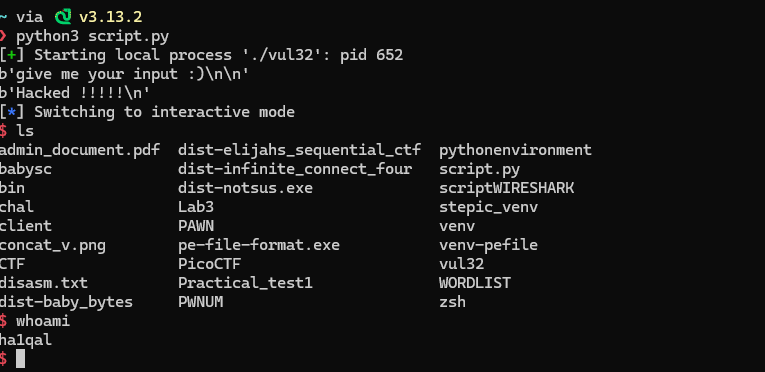 ~ via v3.13.2
❯ python3 script.py
[+] Starting local process './vul32': pid 652
b'give me your input :)\n\n'
b'Hacked !!!!!\n'
[*] Switching to interactive mode
$ ls
admin_document.pdf dist-elijahs_sequential_ctf pythonenvironment
babysc dist-infinite_connect_four script.py
bin dist-notsus.exe scriptWIRESHARK
chal Lab3 stepic_venv
client PAWN venv
concat_v.png pe-file-format.exe venv-pefile
CTF PicoCTF vul32
disasm.txt Practical_test1 WORDLIST
dist-baby_bytes PWNUM zsh
$ whoami
ha1qal
$